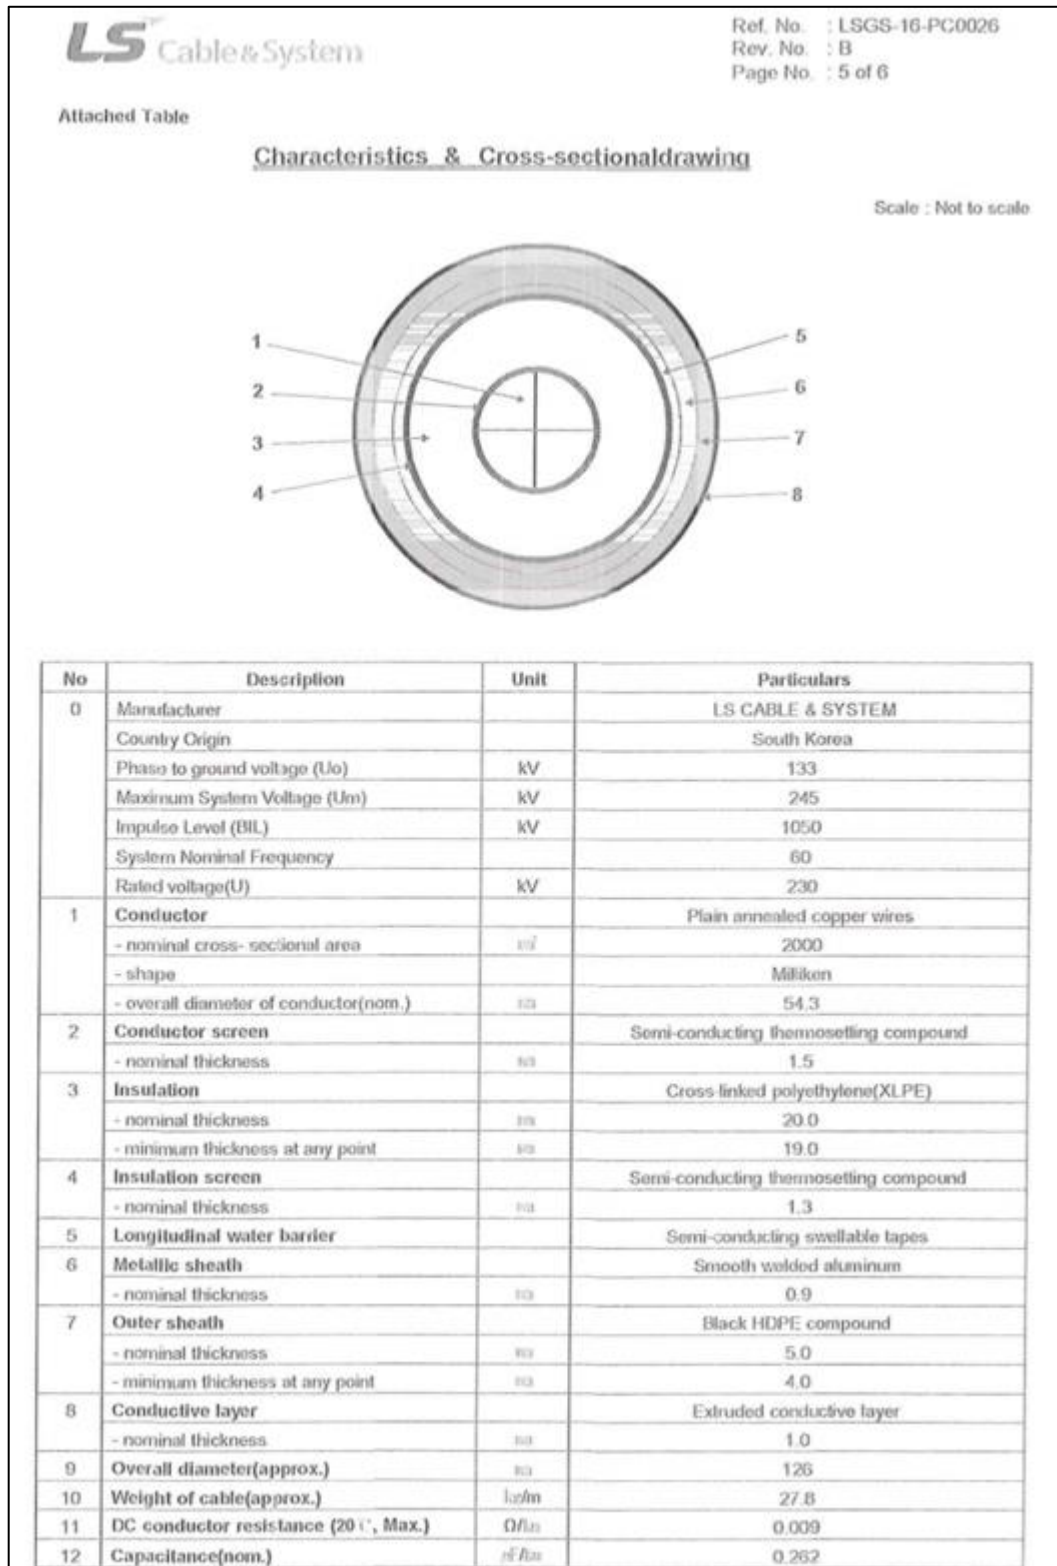 LS Cable & System
Ref. No. : LSGS-16-PC0026
Rev. No. : B
Page No. : 5 of 6
Attached Table
Characteristics & Cross-sectionaldrawing
Scale : Not to scale
1
2
3
4
5
6
7
8
No Description Unit Particulars
0 Manufacturer LS CABLE & SYSTEM
Country Origin South Korea
Phase to ground voltage (Uo) kV 133
Maximum System Voltage (Um) kV 245
Impulse Level (BIL) kV 1050
System Nominal Frequency 60
Rated voltage(U) kV 230
1 Conductor Plain annealed copper wires
- nominal cross- sectional area 2000
- shape Milliken
- overall diameter of conductor(nom.) 54.3
2 Conductor screen Semi-conducting thermosetting compound
- nominal thickness 1.5
3 Insulation Cross-linked polyethylene(XLPE)
- nominal thickness 20.0
- minimum thickness at any point 19.0
4 Insulation screen Semi-conducting thermosetting compound
- nominal thickness 1.3
5 Longitudinal water barrier Semi-conducting swellable tapes
6 Metallic sheath Smooth welded aluminum
- nominal thickness 0.9
7 Outer sheath Black HDPE compound
- nominal thickness 5.0
- minimum thickness at any point 4.0
8 Conductive layer Extruded conductive layer
- nominal thickness 1.0
9 Overall diameter(approx.) 126
10 Weight of cable(approx.) kg/m 27.8
11 DC conductor resistance (20 ℃, Max.) Ω/km 0.009
12 Capacitance(nom.) 0.262